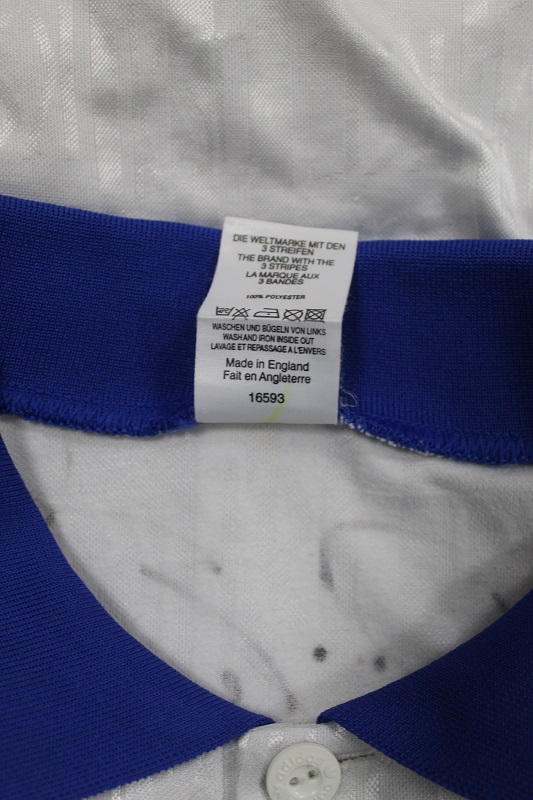 DIE WELTMARKE MIT DEN
3 STREIFEN
THE BRAND WITH THE
3 STRIPES
LA MARQUE AUX
3 BANDES
100% POLYESTER
WASCHEN UND BÜGELN VON LINKS
WASH AND IRON INSIDE OUT
LAVAGE ET REPASSAGE A L'ENVERS
Made in England
Fait en Angleterre
16593
adidas